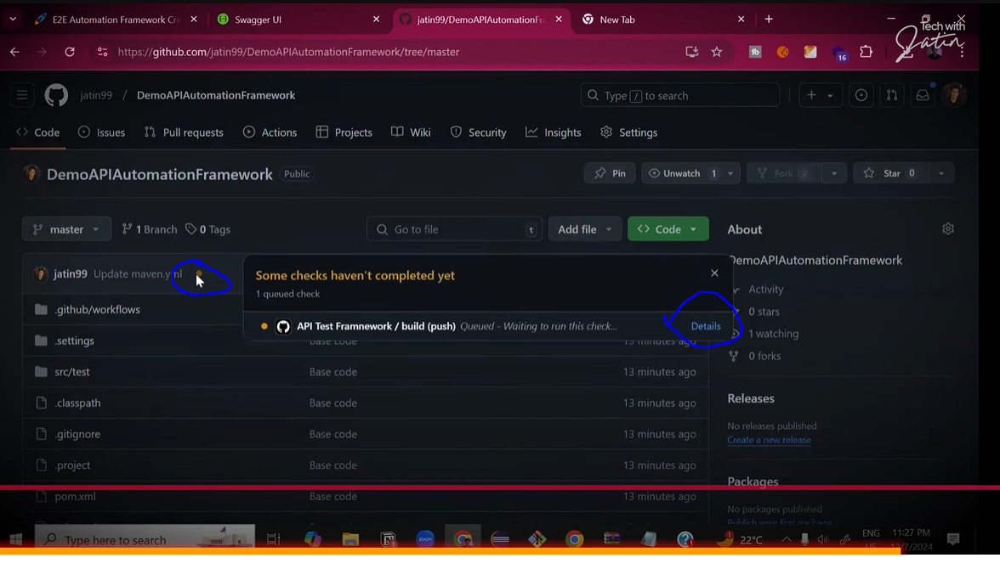 E2E Automation Framework Cre
Swagger UI
jatin99/DemoAPIAutomationFra
New Tab
Tech with
Jatin
https://github.com/jatin99/DemoAPIAutomationFramework/tree/master
16
jatin99 / DemoAPIAutomationFramework
Type / to search
Code
Issues
Pull requests
Actions
Projects
Wiki
Security
Insights
Settings
DemoAPIAutomationFramework
Public
Pin
Unwatch 1
Fork 0
Star 0
master
1 Branch
0 Tags
Go to file
t
Add file
Code
About
jatin99 Update maven.yml
DemoAPIAutomationFramework
Some checks haven't completed yet
1 queued check
API Test Framnework / build (push) Queued - Waiting to run this check...
Details
Activity
0 stars
1 watching
0 forks
.github/workflows
.settings Base code 13 minutes ago
src/test Base code 13 minutes ago
.classpath Base code 13 minutes ago
.gitignore Base code 13 minutes ago
.project Base code 13 minutes ago
pom.xml Base code 13 minutes ago
Releases
No releases published
Create a new release
Packages
No packages published
Publish your first package
Type here to search
zoom
1
22°C
ENG
US
11:27 PM
12/7/2024